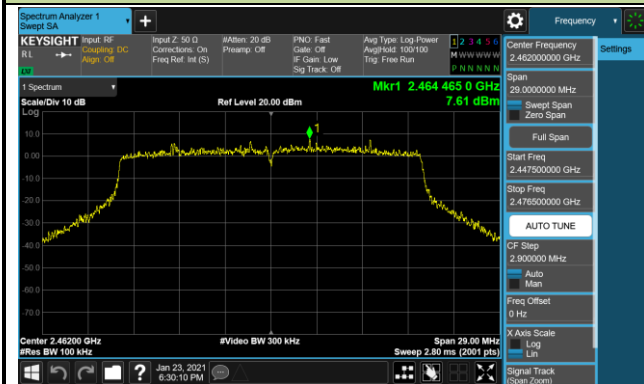 Spectrum Analyzer 1
Swept SA
Frequency
KEYSIGHT Input: RF Input Z: 50 Ω #Atten: 20 dB PNO: Fast Avg Type: Log-Power 1 2 3 4 5 6
RL Coupling: DC Corrections: On Preamp: Off Gate: Off Avg|Hold: 100/100 M W W W W W
Align: Off Freq Ref: Int (S) IF Gain: Low Trig: Free Run
Sig Track: Off P N N N N N
1 Spectrum
Mkr1 2.464 465 0 GHz
Scale/Div 10 dB Ref Level 20.00 dBm 7.61 dBm
Log
1
10.0
0.00
-10.0
-20.0
-30.0
-40.0
-50.0
-60.0
-70.0
Center 2.46200 GHz #Video BW 300 kHz Span 29.00 MHz
#Res BW 100 kHz Sweep 2.80 ms (2001 pts)
?
Jan 23, 2021
6:30:10 PM
Center Frequency
2.462000000 GHz
Settings
Span
29.0000000 MHz
Swept Span
Zero Span
Full Span
Start Freq
2.447500000 GHz
Stop Freq
2.476500000 GHz
AUTO TUNE
CF Step
2.900000 MHz
Auto
Man
Freq Offset
0 Hz
X Axis Scale
Log
Lin
Signal Track
(Span Zoom)